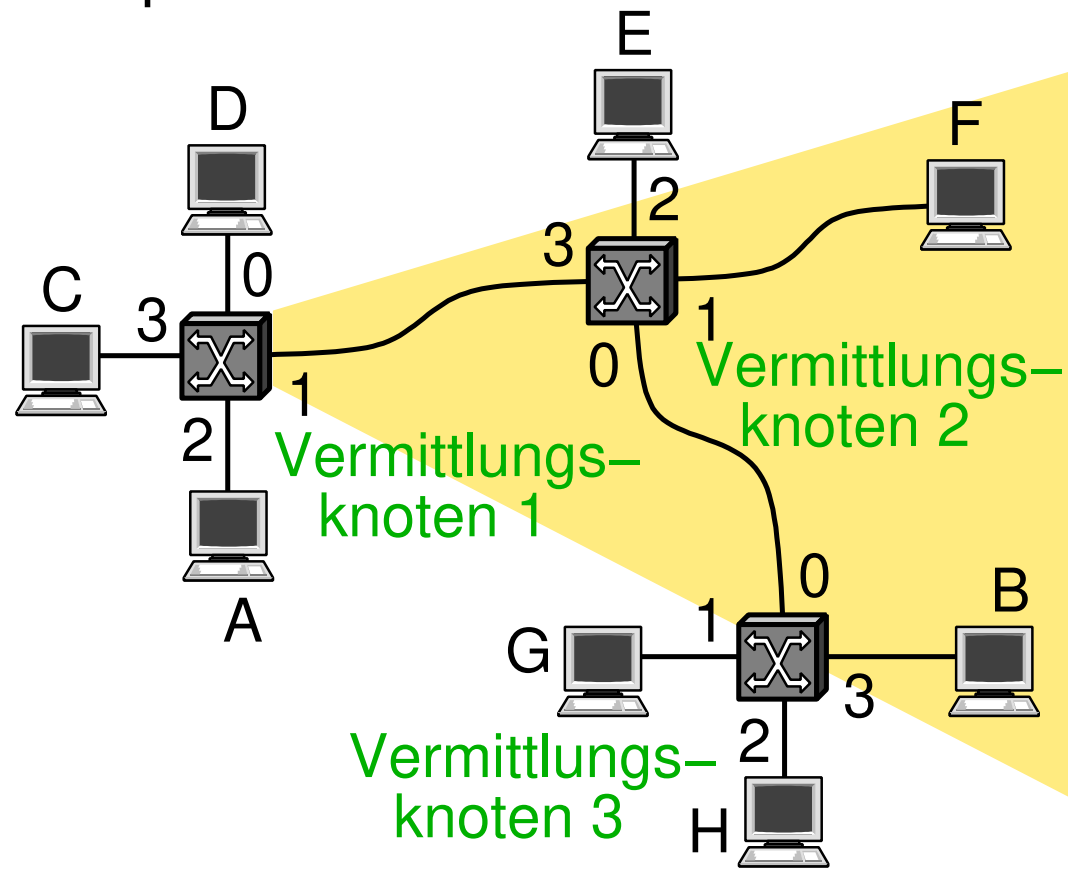 E
D
F
2
3
0
C
3
1
0
Vermittlungs–
knoten 2
1
2
Vermittlungs–
knoten 1
0
B
A
1
G
3
2
Vermittlungs–
knoten 3
H